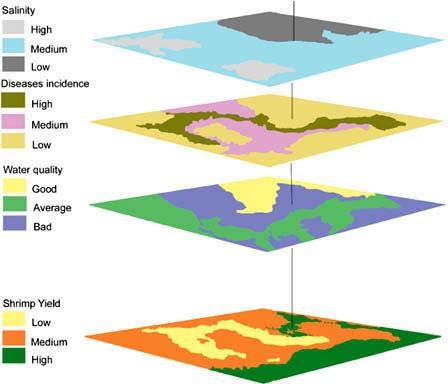 Salinity
High
Medium
Low
Diseases incidence
High
Medium
Low
Water quality
Good
Average
Bad
Shrimp Yield
Low
Medium
High